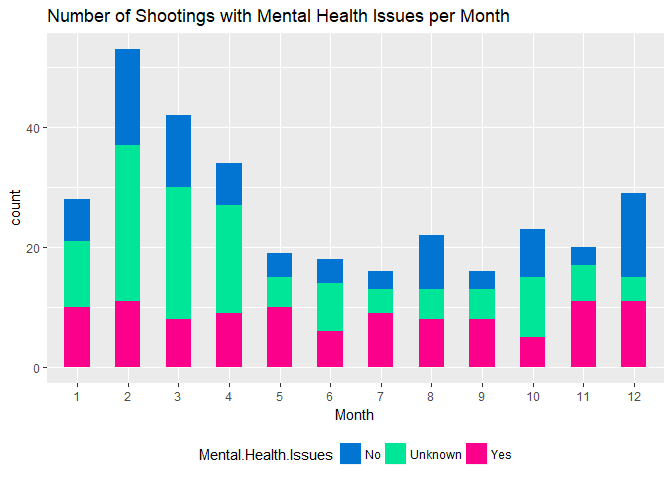 Number of Shootings with Mental Health Issues per Month
40
20
0
count
1 2 3 4 5 6 7 8 9 10 11 12
Month
Mental.Health.Issues No Unknown Yes